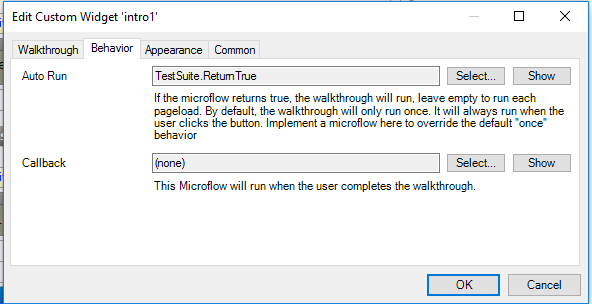 Edit Custom Widget 'intro1'
Walkthrough Behavior Appearance Common
Auto Run TestSuite.ReturnTrue Select... Show
If the microflow returns true, the walkthrough will run, leave empty to run each
pageload. By default, the walkthrough will only run once. It will always run when the
user clicks the button. Implement a microflow here to override the default "once"
behavior
Callback (none) Select... Show
This Microflow will run when the user completes the walkthrough.
OK Cancel